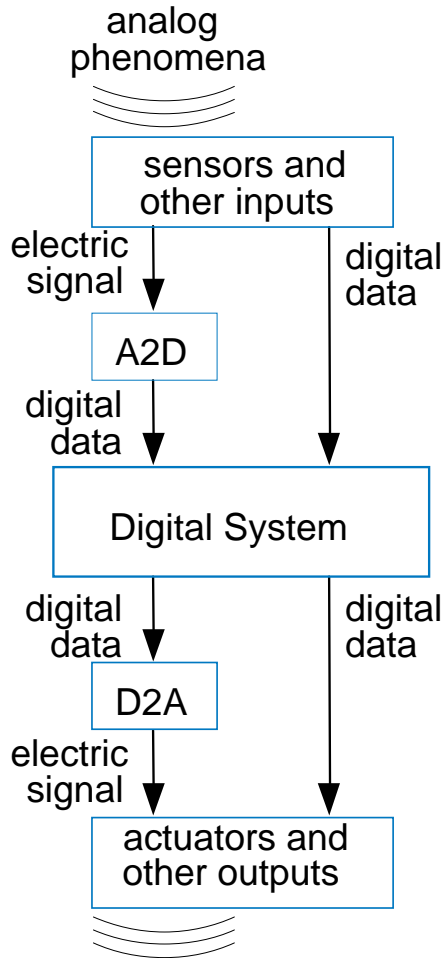 analog
phenomena
sensors and
other inputs
electric
signal
digital
data
A2D
digital
data
Digital System
digital
data
digital
data
D2A
electric
signal
actuators and
other outputs